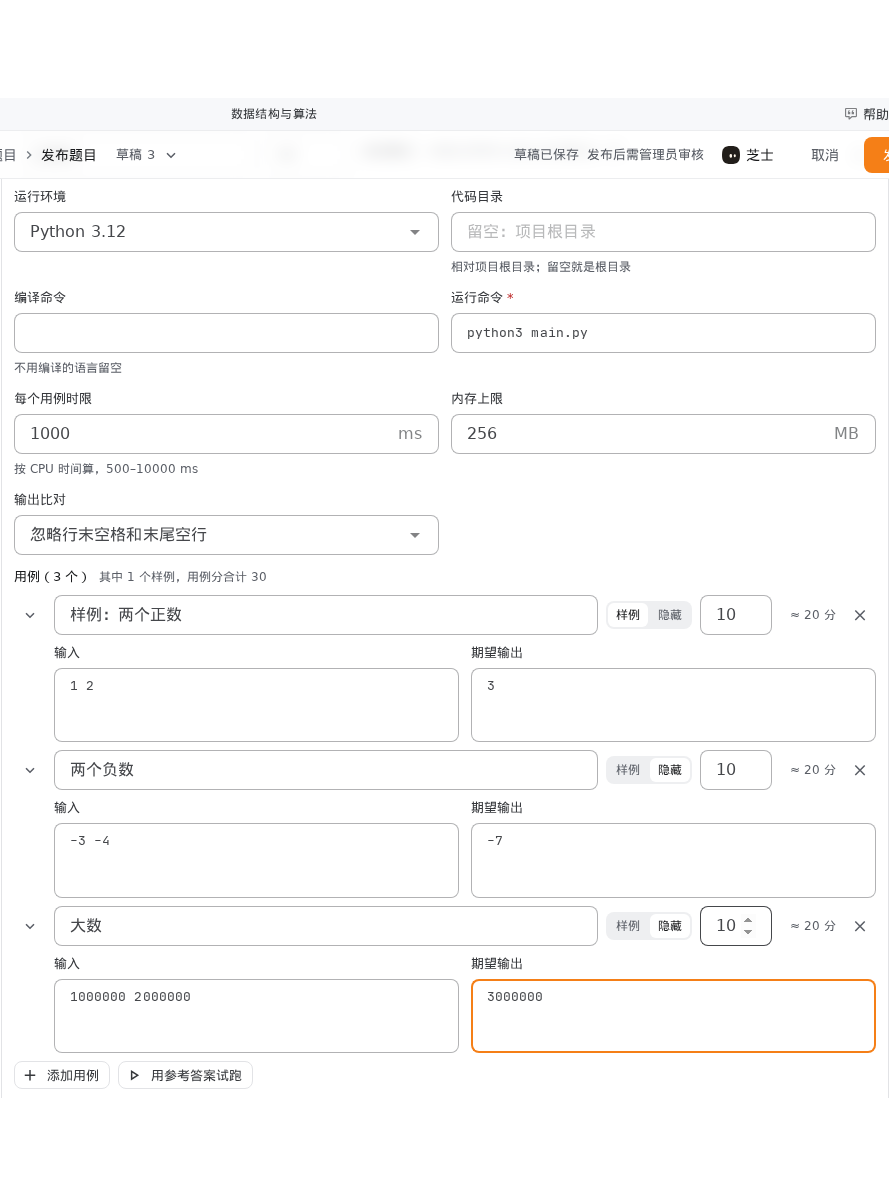 数据结构与算法
帮助
题目 > 发布题目 草稿 3 草稿已保存 发布后需管理员审核 芝士 取消
运行环境 代码目录
Python 3.12 留空：项目根目录
相对项目根目录；留空就是根目录
编译命令 运行命令 *
python3 main.py
不用编译的语言留空
每个用例时限 内存上限
1000 ms 256 MB
按 CPU 时间算，500–10000 ms
输出比对
忽略行末空格和末尾空行
用例（3 个） 其中 1 个样例，用例分合计 30
样例：两个正数 样例 隐藏 10 ≈ 20 分
输入 期望输出
1 2 3
两个负数 样例 隐藏 10 ≈ 20 分
输入 期望输出
-3 -4 -7
大数 样例 隐藏 10 ≈ 20 分
输入 期望输出
1000000 2000000 3000000
添加用例 用参考答案试跑